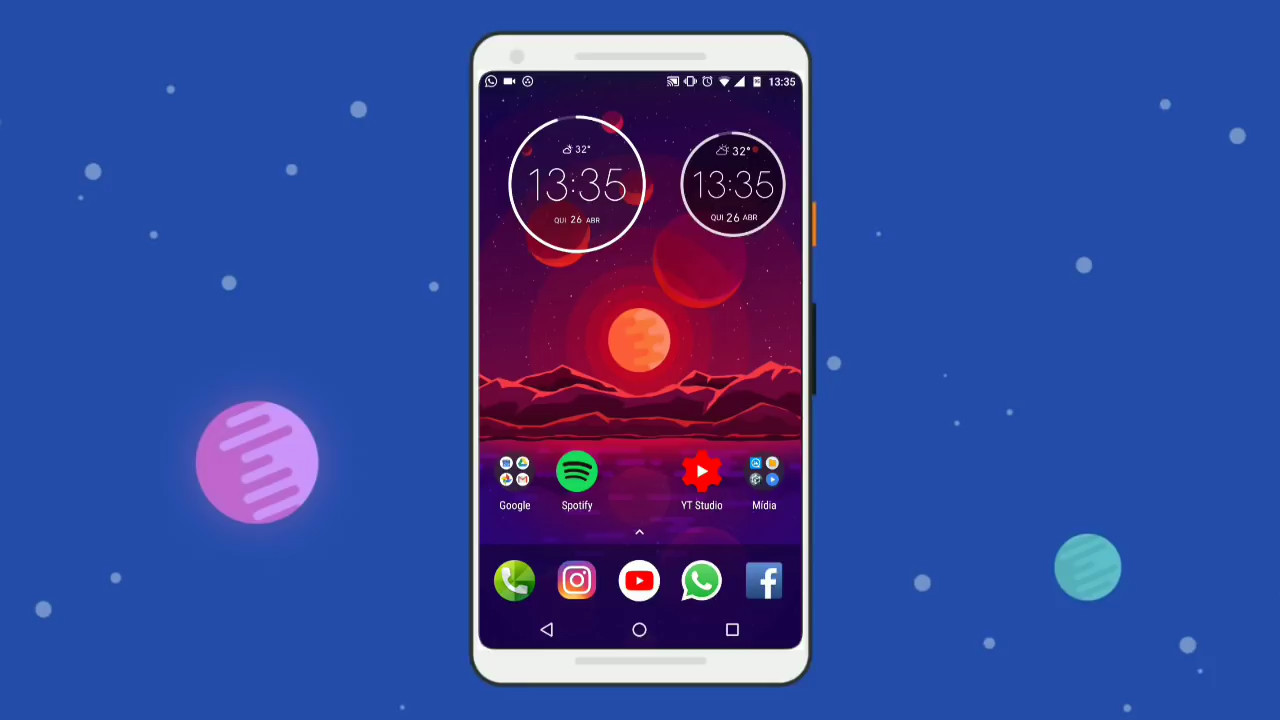 13:35
32°
13:35
QUI 26 ABR
32°
13:35
QUI 26 ABR
Google
Spotify
YT Studio
Mídia